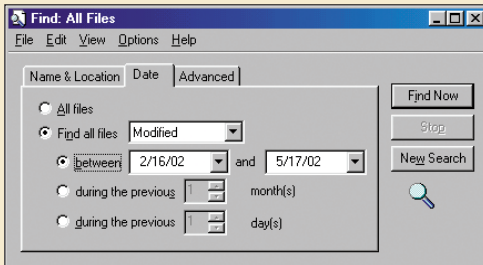 Find: All Files
File Edit View Options Help
Name & Location Date Advanced
All files
Find all files Modified
between 2/16/02 and 5/17/02
during the previous 1 month(s)
during the previous 1 day(s)
Find Now
Stop
New Search